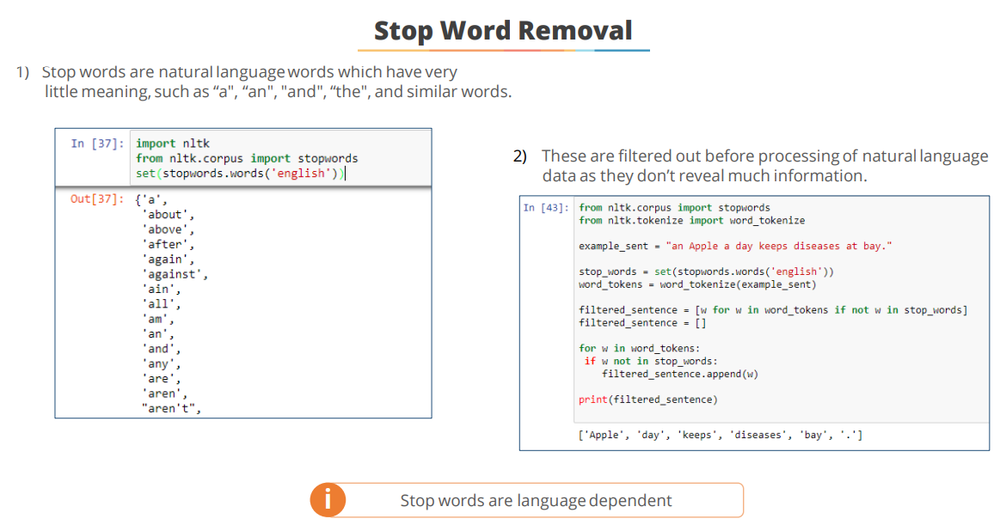 Stop Word Removal
1) Stop words are natural language words which have very
little meaning, such as “a", “an", "and", “the", and similar words.
In [37]: import nltk
from nltk.corpus import stopwords
set(stopwords.words('english'))
Out[37]: {'a',
'about',
'above',
'after',
'again',
'against',
'ain',
'all',
'am',
'an',
'and',
'any',
'are',
'aren',
"aren't",
2) These are filtered out before processing of natural language
data as they don’t reveal much information.
In [43]: from nltk.corpus import stopwords
from nltk.tokenize import word_tokenize
example_sent = "an Apple a day keeps diseases at bay."
stop_words = set(stopwords.words('english'))
word_tokens = word_tokenize(example_sent)
filtered_sentence = [w for w in word_tokens if not w in stop_words]
filtered_sentence = []
for w in word_tokens:
if w not in stop_words:
filtered_sentence.append(w)
print(filtered_sentence)
['Apple', 'day', 'keeps', 'diseases', 'bay', '.']
i
Stop words are language dependent